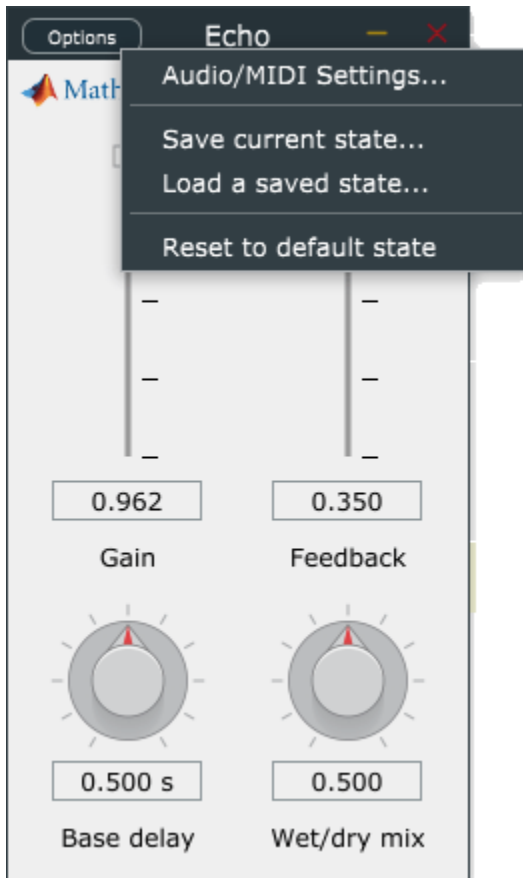 Options
Echo
Math
Audio/MIDI Settings...
Save current state...
Load a saved state...
Reset to default state
0.962
0.350
Gain
Feedback
0.500 s
0.500
Base delay
Wet/dry mix